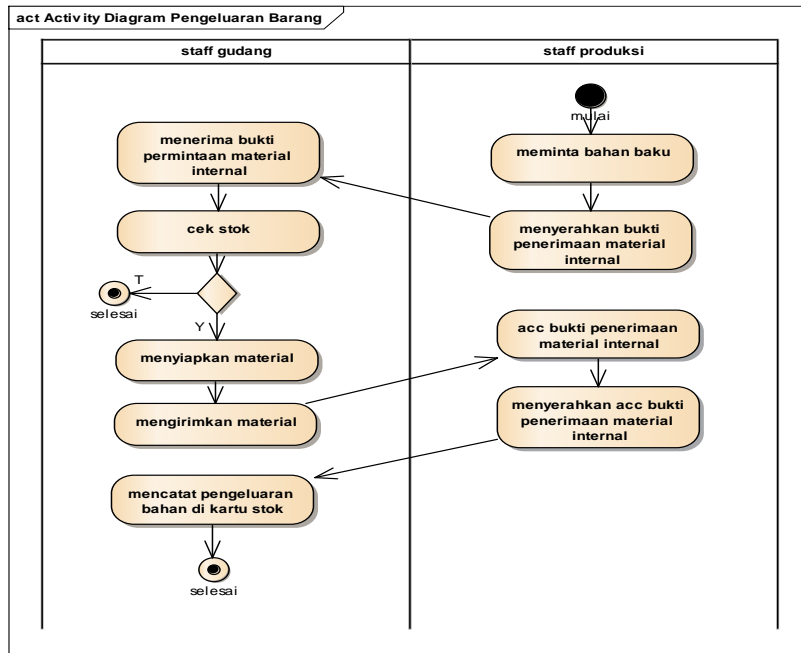 act Activity Diagram Pengeluaran Barang
staff gudang
staff produksi
mulai
meminta bahan baku
menyerahkan bukti
penerimaan material
internal
menerima bukti
permintaan material
internal
cek stok
T
selesai
Y
menyiapkan material
mengirimkan material
acc bukti penerimaan
material internal
menyerahkan acc bukti
penerimaan material
internal
mencatat pengeluaran
bahan di kartu stok
selesai